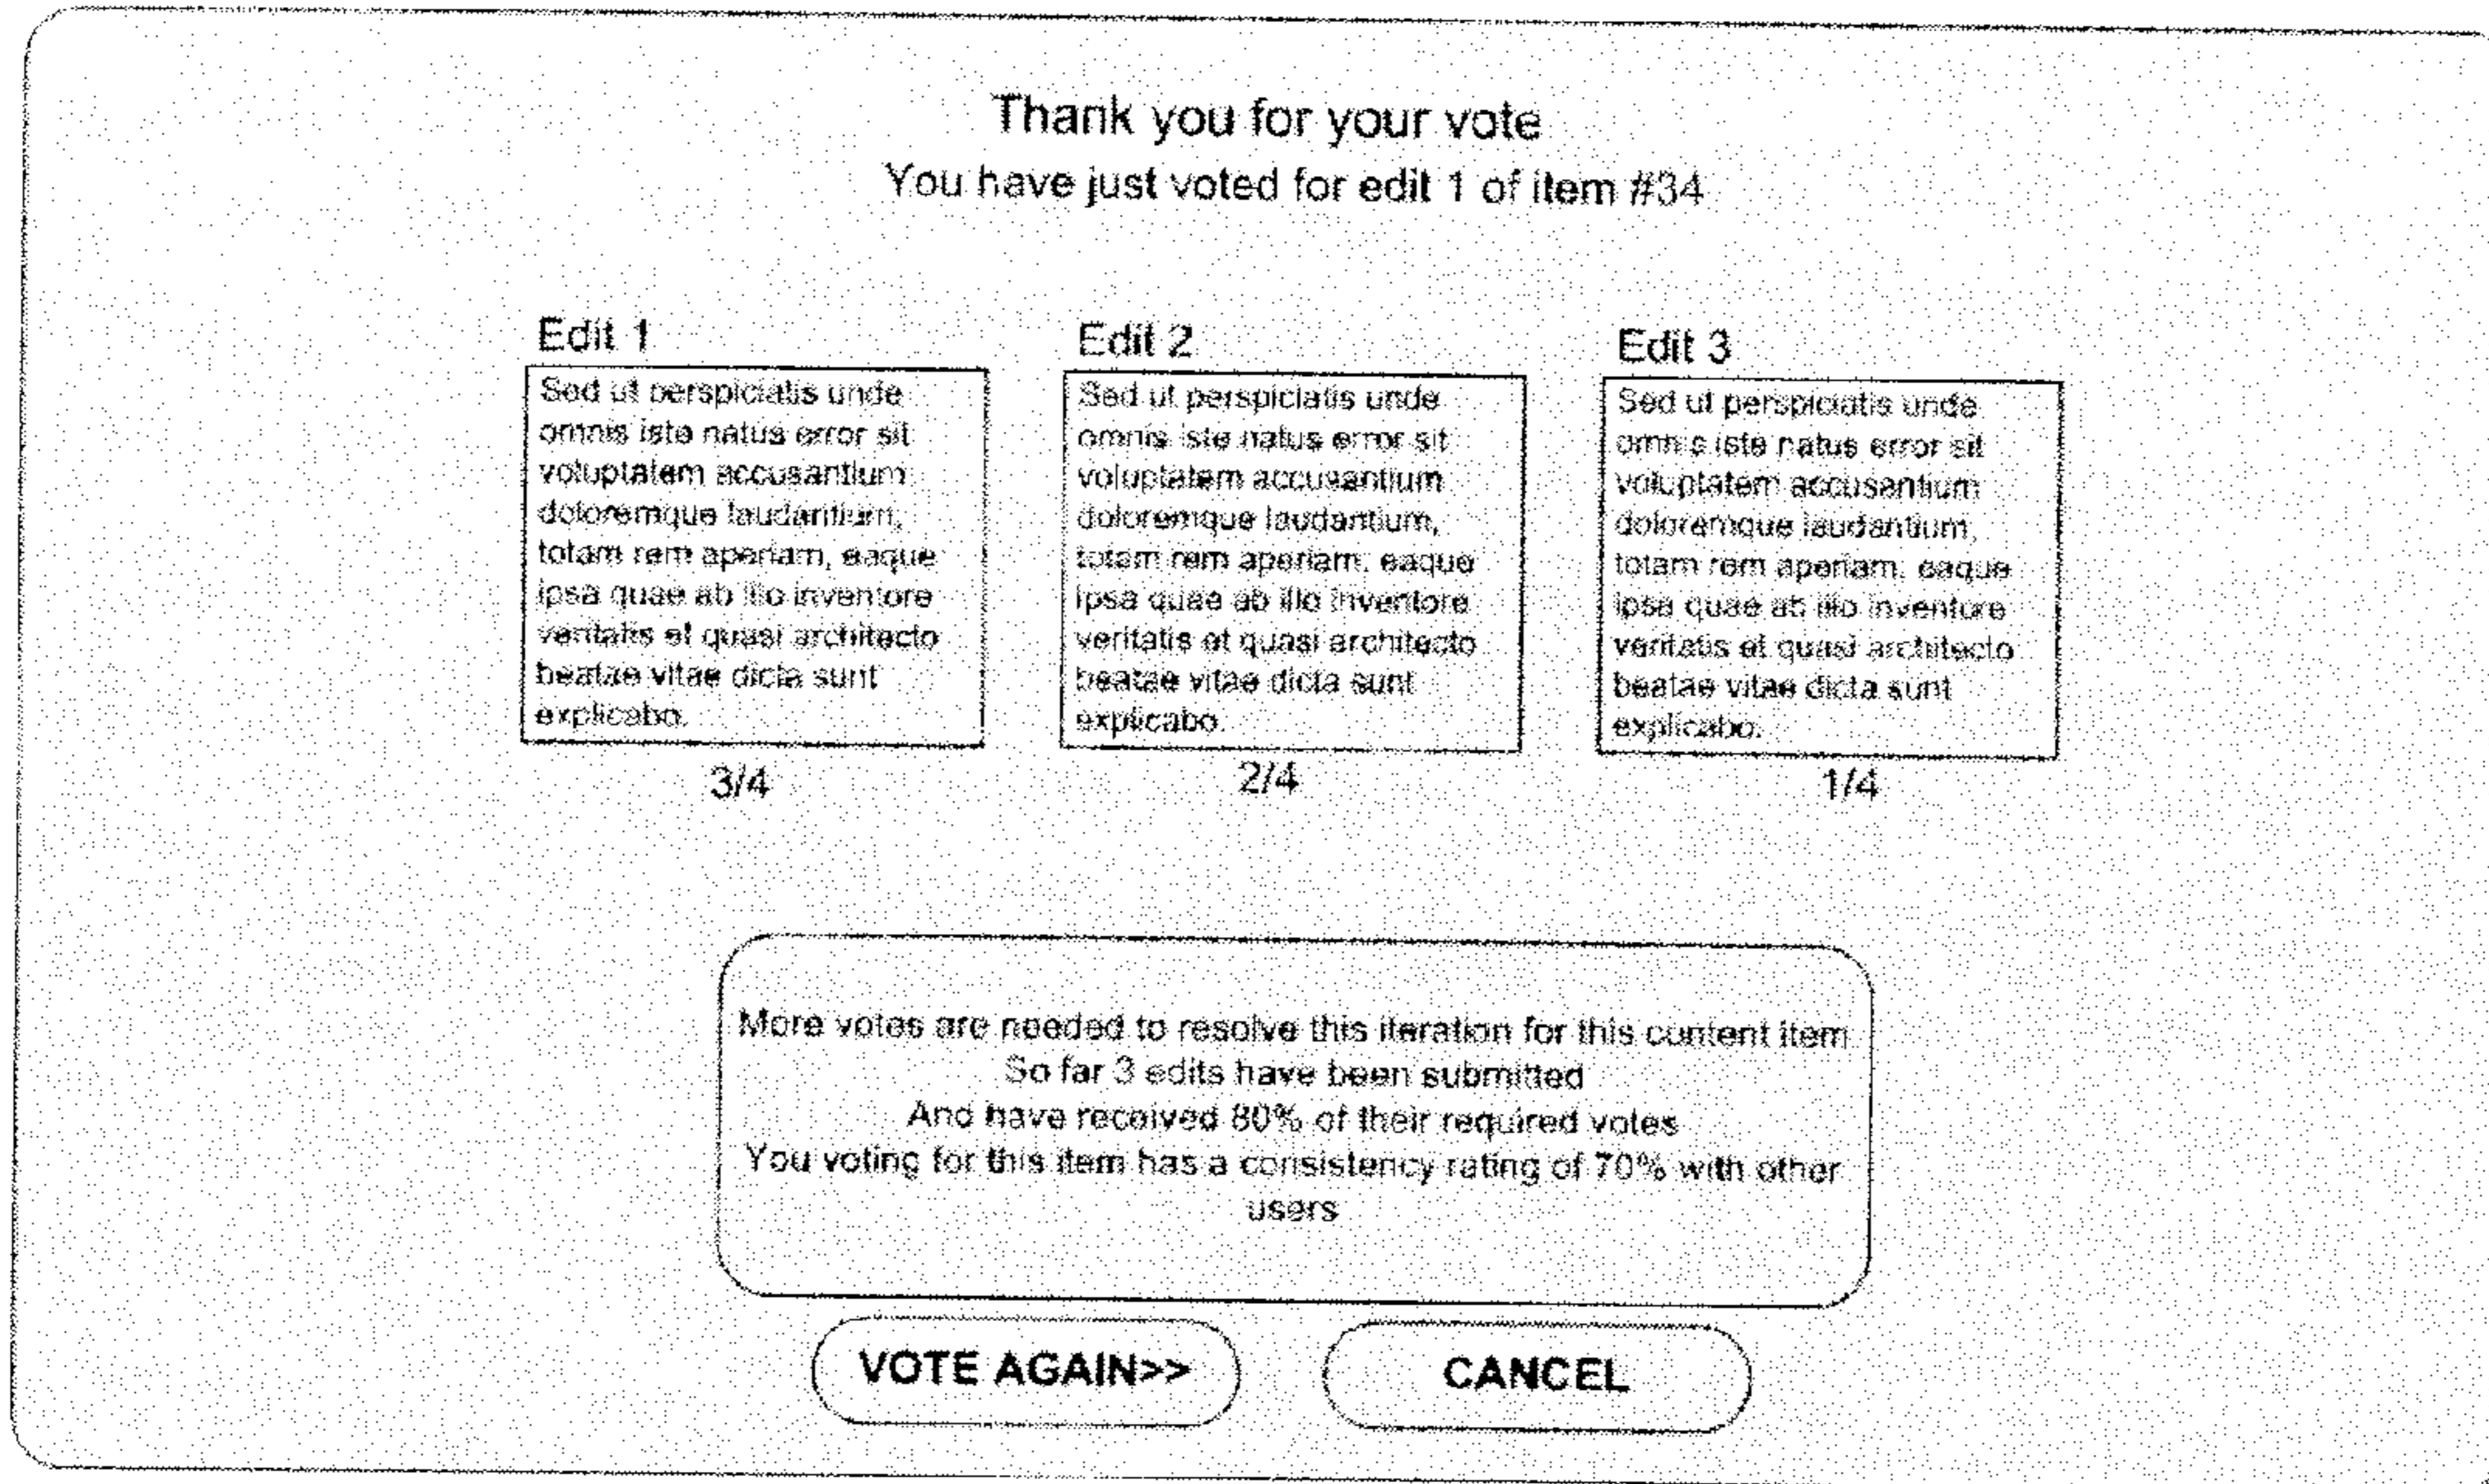 Thank you for your vote
You have just voted for edit 1 of item #34
Edit 1
Sed ut perspiciatis unde
omnis iste natus error sit
voluptatem accusantium
doloremque laudantium,
totam rem aperiam, eaque
ipsa quae ab illo inventore
veritatis et quasi architecto
beatae vitae dicta sunt
explicabo.
3/4
Edit 2
Sed ut perspiciatis unde
omnis iste natus error sit
voluptatem accusantium
doloremque laudantium,
totam rem aperiam, eaque
ipsa quae ab illo inventore
veritatis et quasi architecto
beatae vitae dicta sunt
explicabo.
2/4
Edit 3
Sed ut perspiciatis unde
omnis iste natus error sit
voluptatem accusantium
doloremque laudantium,
totam rem aperiam, eaque
ipsa quae ab illo inventore
veritatis et quasi architecto
beatae vitae dicta sunt
explicabo.
1/4
More votes are needed to resolve this iteration for this content item
So far 3 edits have been submitted
And have received 80% of their required votes
You voting for this item has a consistency rating of 70% with other
users
VOTE AGAIN>>
CANCEL